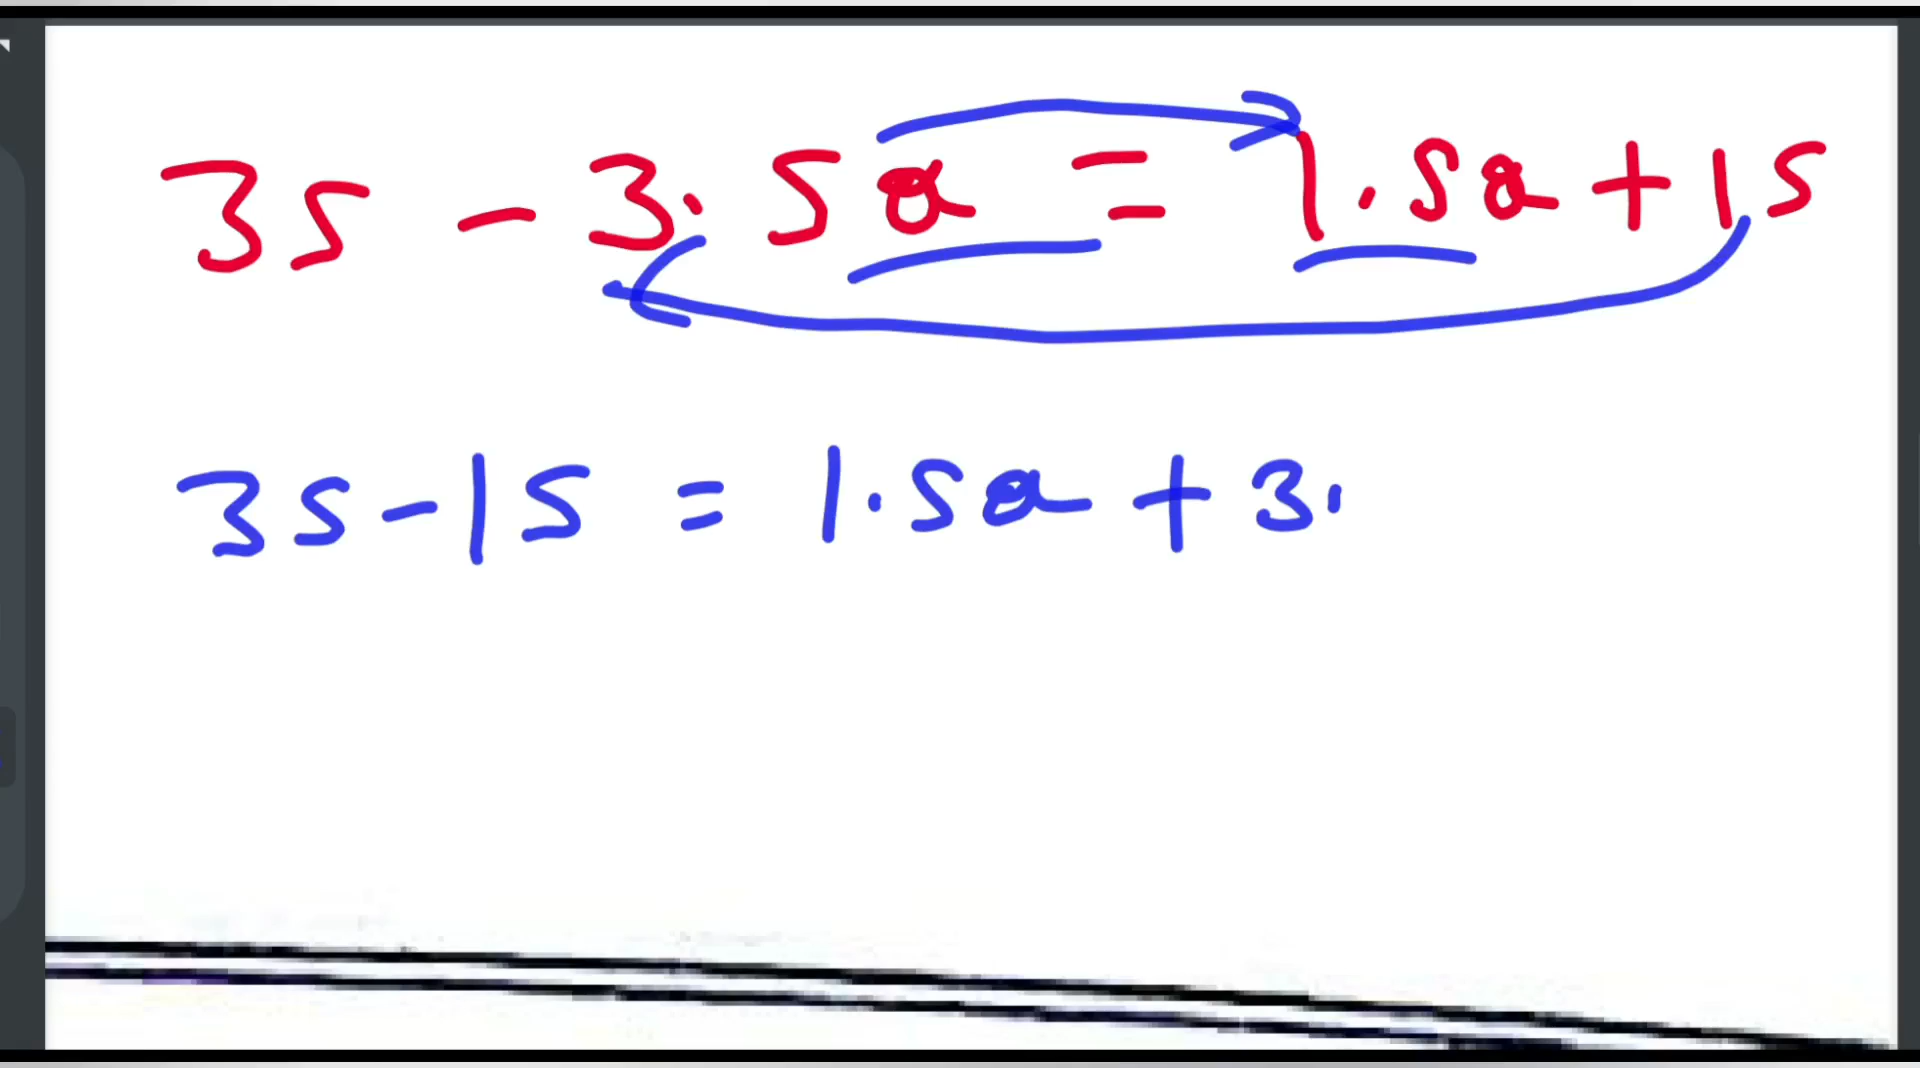 35 - 3.5a = 1.5a + 15
35 - 15 = 1.5a + 3.